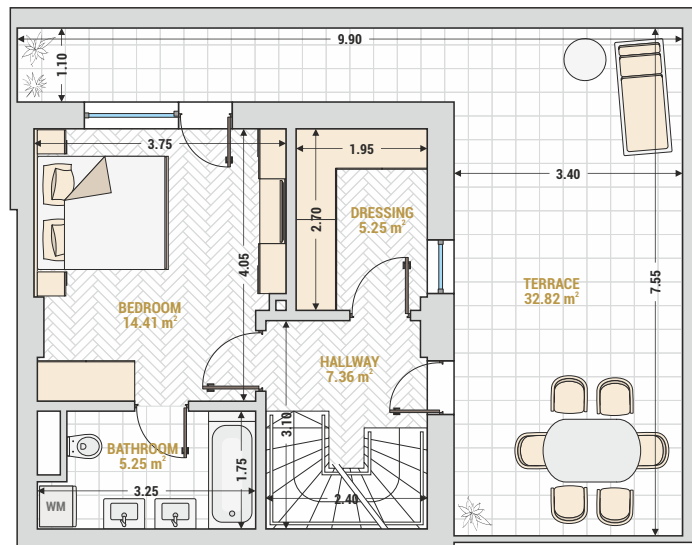 9.90
1.10
3.75
1.95
3.40
2.70
DRESSING
5.25 m²
4.05
7.55
TERRACE
32.82 m²
BEDROOM
14.41 m²
HALLWAY
7.36 m²
3.10
BATHROOM
5.25 m²
1.75
3.25
2.40
WM